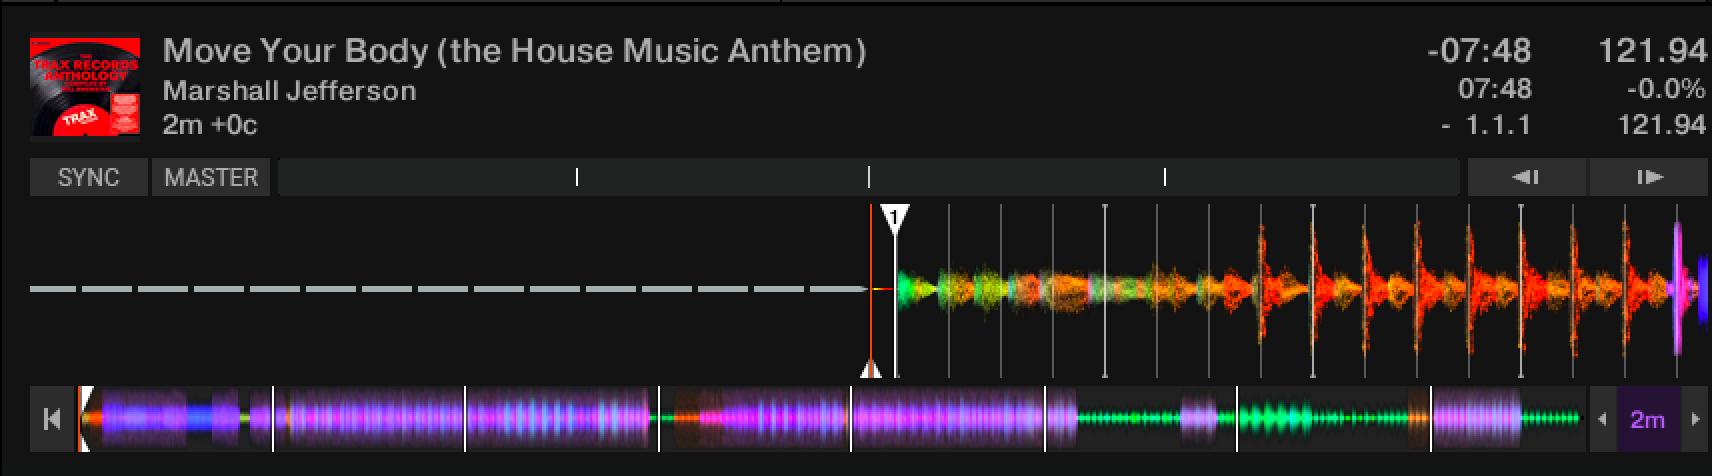 THE
TRAX RECORDS
ANTHOLOGY
TRAX
Move Your Body (the House Music Anthem)
Marshall Jefferson
2m +0c
-07:48
121.94
07:48
-0.0%
- 1.1.1
121.94
SYNC
MASTER
1
2m